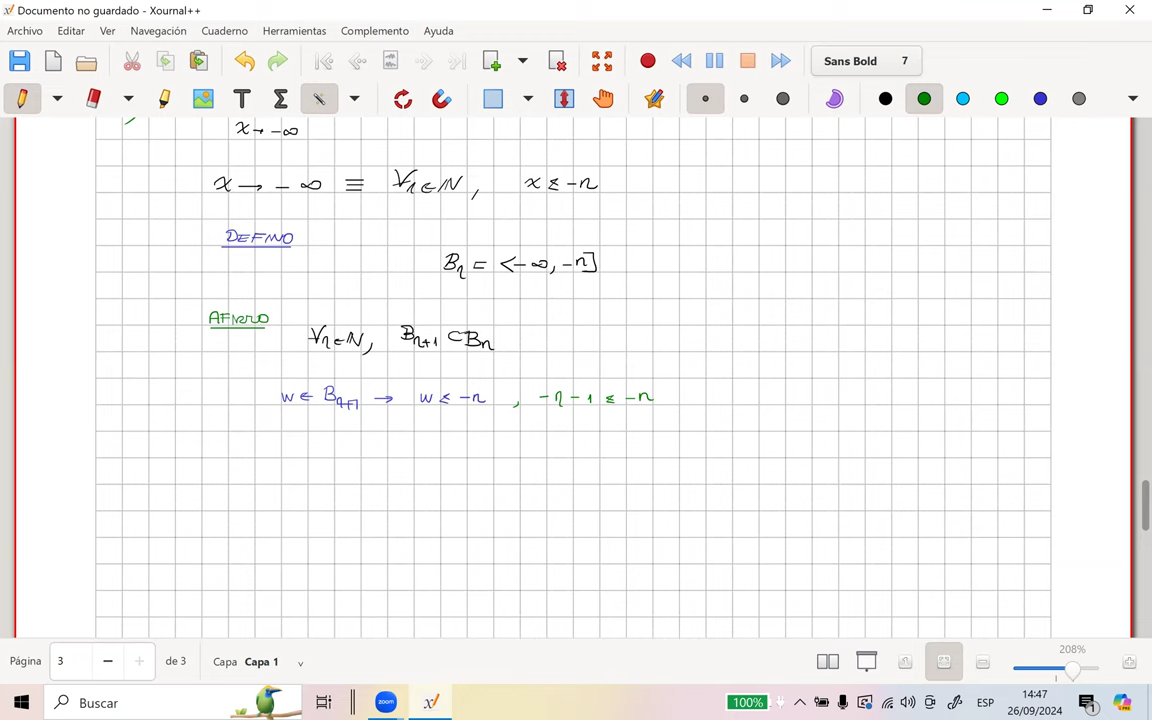 Documento no guardado - Xournal++
Archivo Editar Ver Navegación Cuaderno Herramientas Complemento Ayuda
Sans Bold 7
x → -∞
x → -∞ ≡ ∀n∈ℕ, x ≤ -n
DEFINO
Bn = <-∞, -n]
AFIRMO
∀n∈ℕ, Bn+1 ⊂ Bn
w ∈ Bn+1 → w ≤ -n , -n - 1 ≤ -n
Página 3 de 3 Capa Capa 1 208%
Buscar zoom 100% ESP 14:47
26/09/2024 1